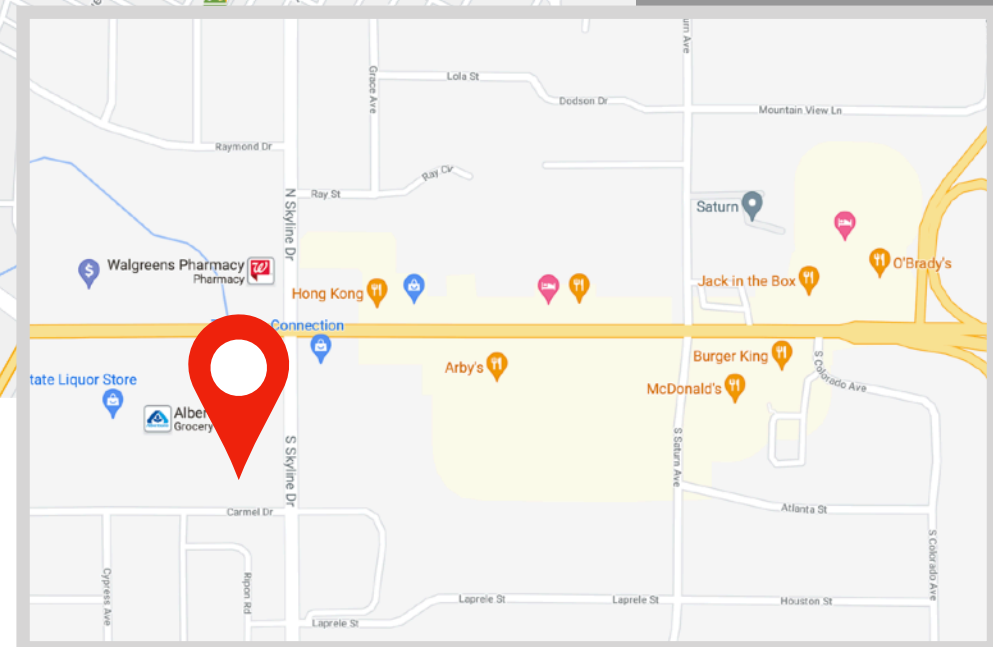 urn Ave
Grace Ave
Lola St
Dodson Dr
Mountain View Ln
Raymond Dr
Ray Cir
Ray St
N Skyline Dr
Saturn
Walgreens Pharmacy
Pharmacy
O'Brady's
Jack in the Box
Hong Kong
Connection
Burger King
S Colorado Ave
Arby's
tate Liquor Store
McDonald's
Alber
Grocery
S Skyline Dr
S Saturn Ave
Carmel Dr
Atlanta St
S Colorado Ave
Cypress Ave
Ripon Rd
Laprele St
Laprele St
Houston St
Laprele St